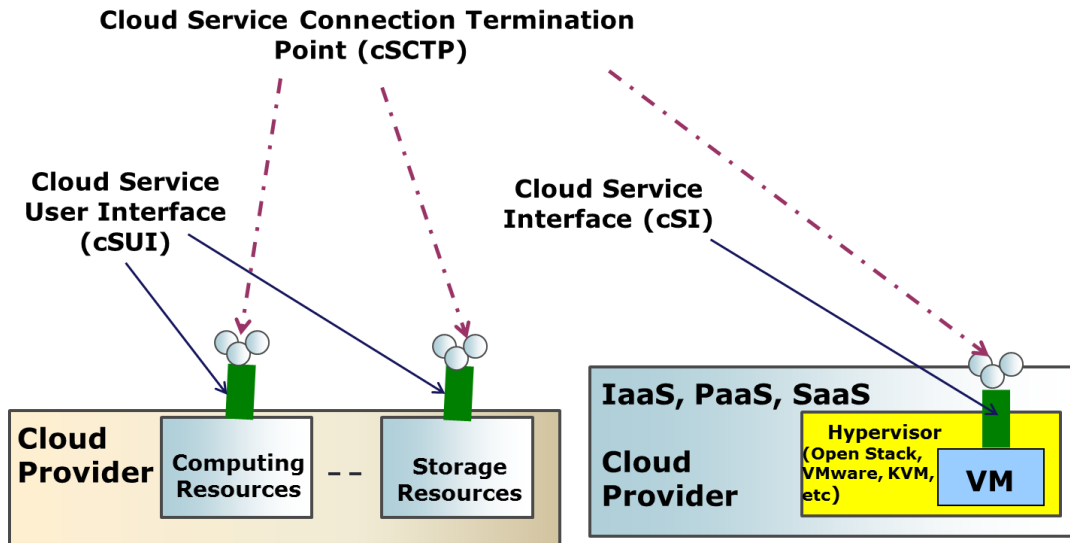 Cloud Service Connection Termination
Point (cSCTP)
Cloud Service
User Interface
(cSUI)
Cloud Service
Interface (cSI)
Cloud
Provider
Computing
Resources
Storage
Resources
IaaS, PaaS, SaaS
Cloud
Provider
Hypervisor
(Open Stack,
VMware, KVM,
etc)
VM